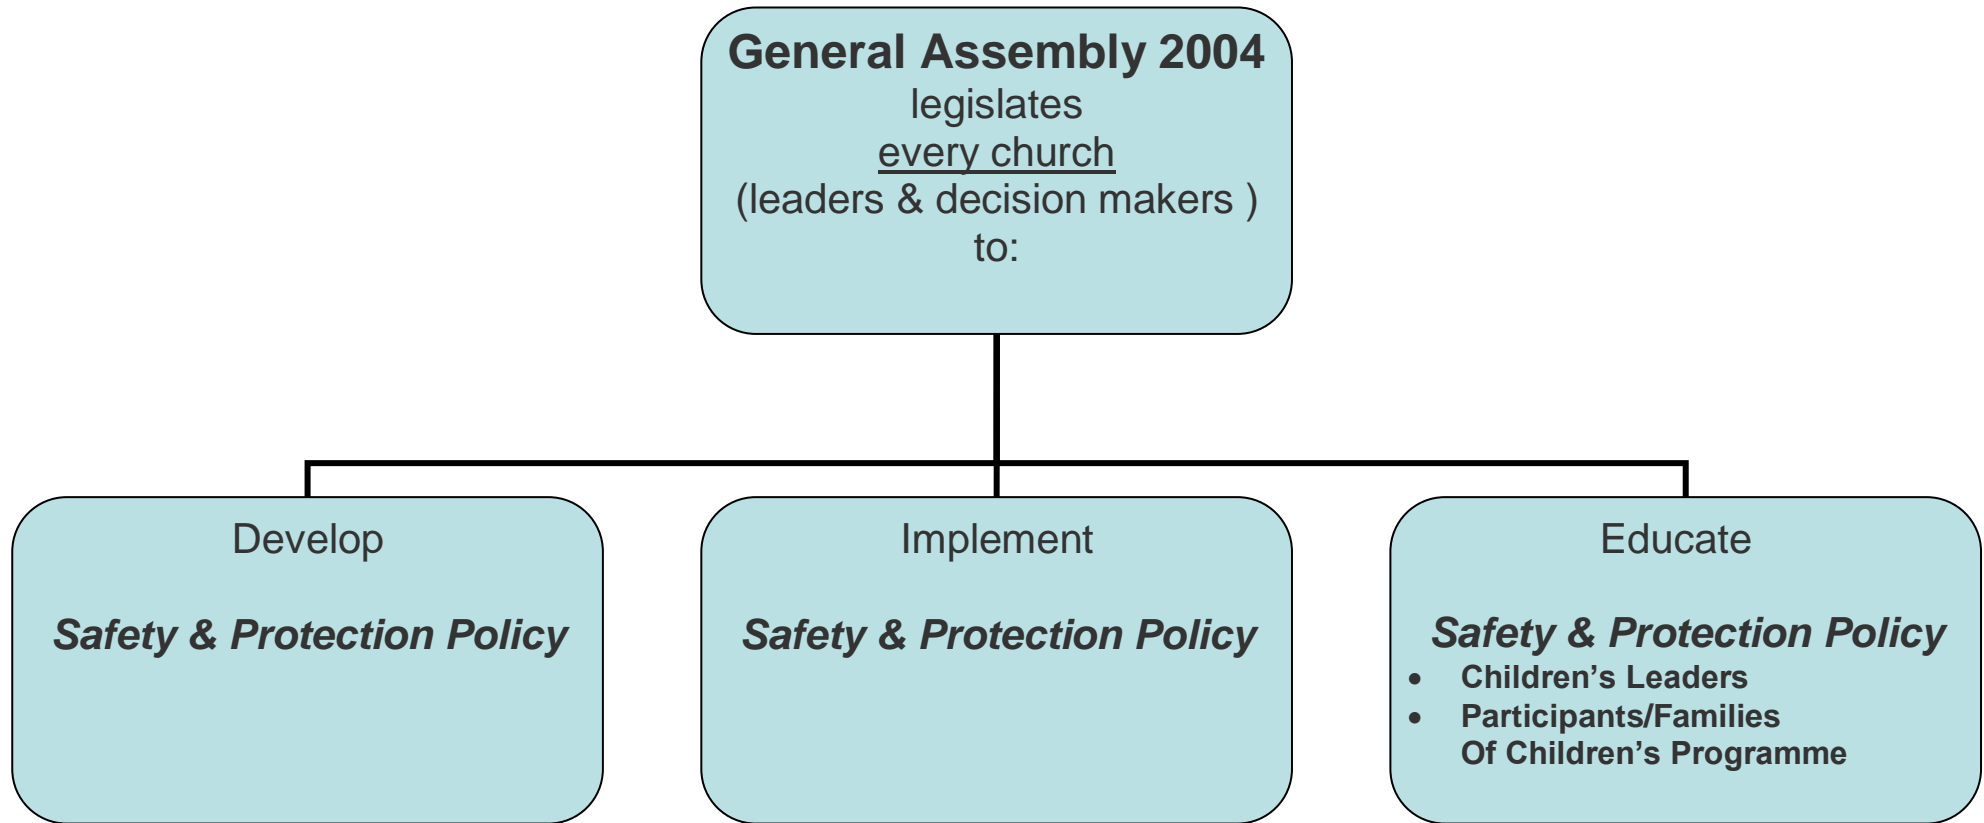 General Assembly 2004
legislates
every church
(leaders & decision makers )
to:
Develop
Safety & Protection Policy
Implement
Safety & Protection Policy
Educate
Safety & Protection Policy
• Children’s Leaders
• Participants/Families
Of Children’s Programme